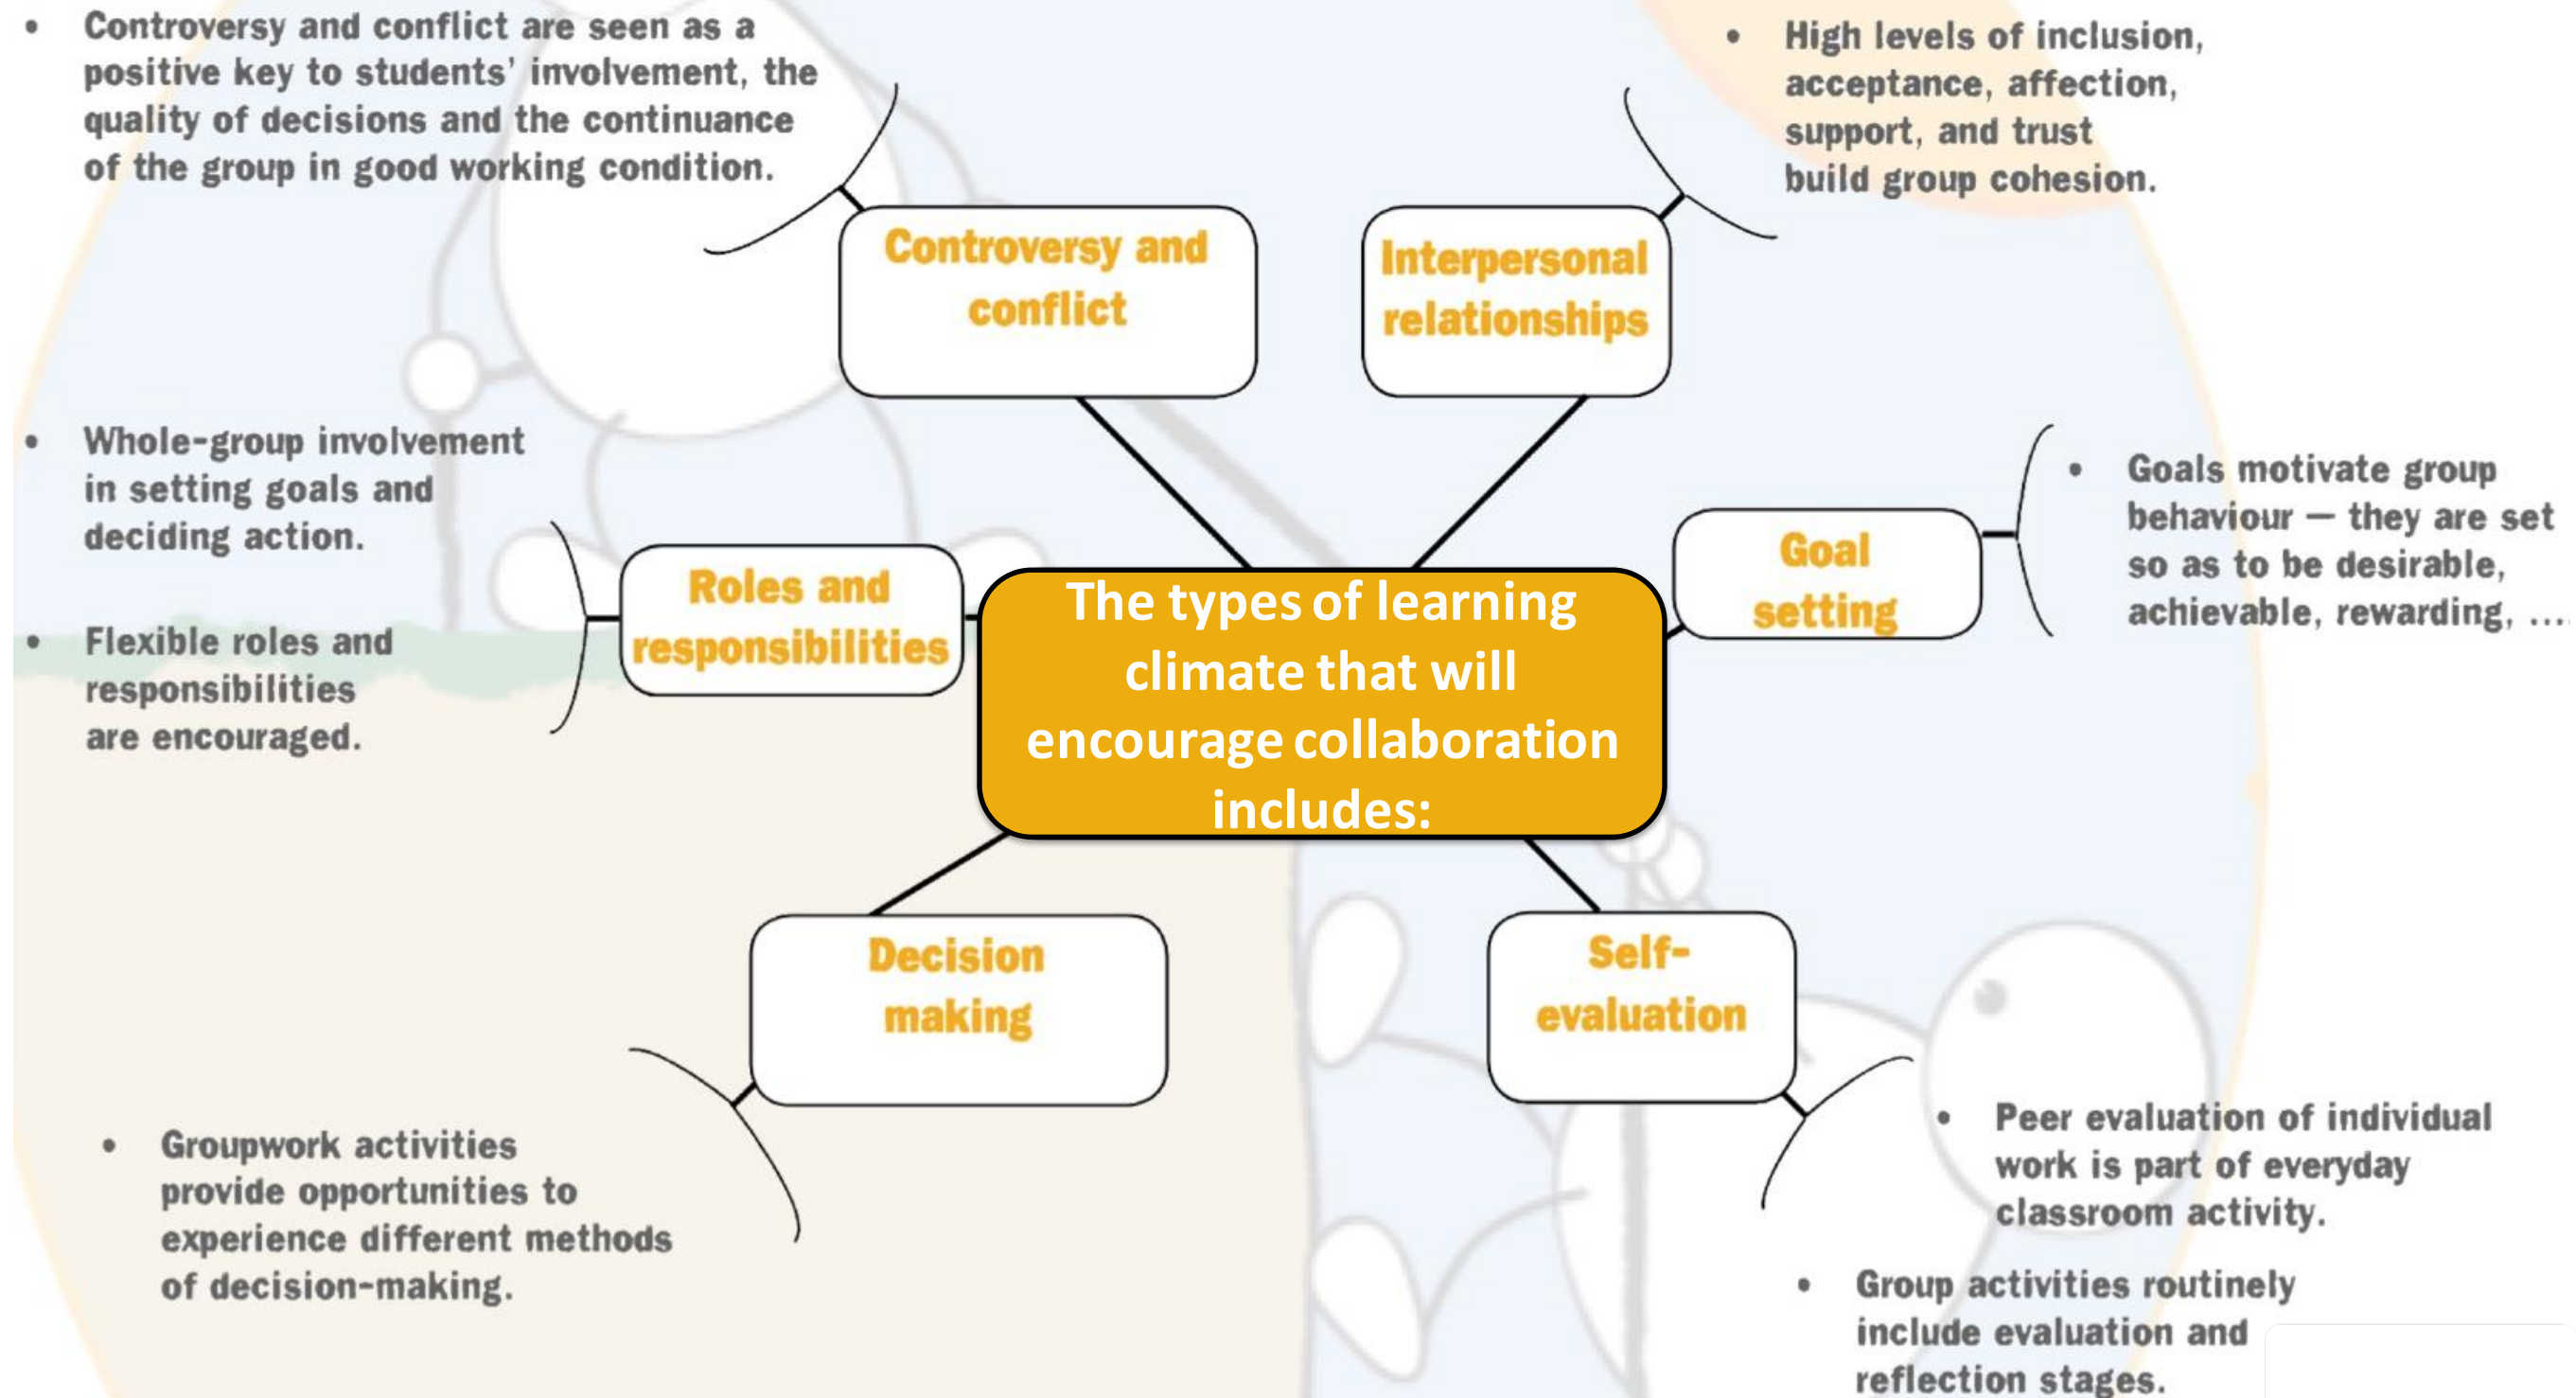 • Controversy and conflict are seen as a
positive key to students' involvement, the
quality of decisions and the continuance
of the group in good working condition.
• High levels of inclusion,
acceptance, affection,
support, and trust
build group cohesion.
Controversy and
conflict
Interpersonal
relationships
• Whole-group involvement
in setting goals and
deciding action.
• Flexible roles and
responsibilities
are encouraged.
Roles and
responsibilities
The types of learning
climate that will
encourage collaboration
includes:
Goal
setting
• Goals motivate group
behaviour — they are set
so as to be desirable,
achievable, rewarding, ...
Decision
making
Self-
evaluation
• Groupwork activities
provide opportunities to
experience different methods
of decision-making.
• Peer evaluation of individual
work is part of everyday
classroom activity.
• Group activities routinely
include evaluation and
reflection stages.